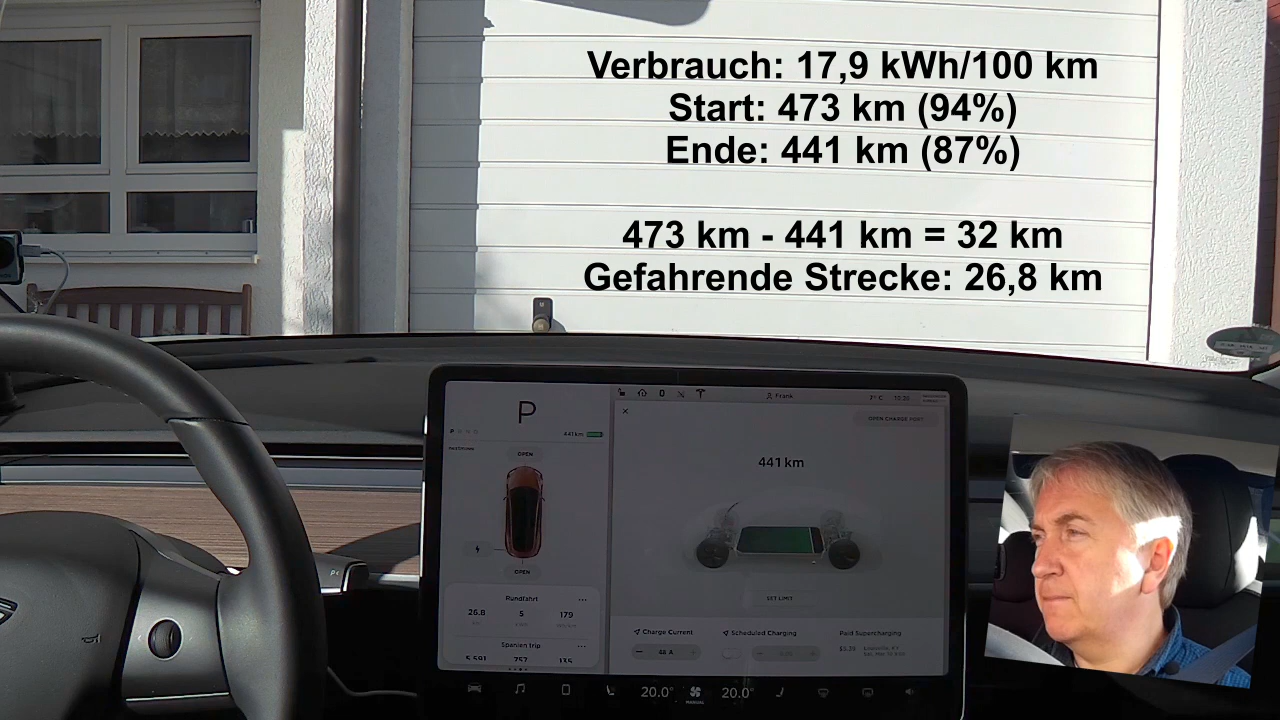 Verbrauch: 17,9 kWh/100 km
Start: 473 km (94%)
Ende: 441 km (87%)
473 km - 441 km = 32 km
Gefahrende Strecke: 26,8 km
Frank
OPEN CHARGE PORT
P
441 km
OPEN
441 km
OPEN
SET LIMIT
Rundfahrt
26.8 5 179
Spanien trip
Charge Current
Scheduled Charging
Paid Supercharging
20.0°
MANUAL
20.0°